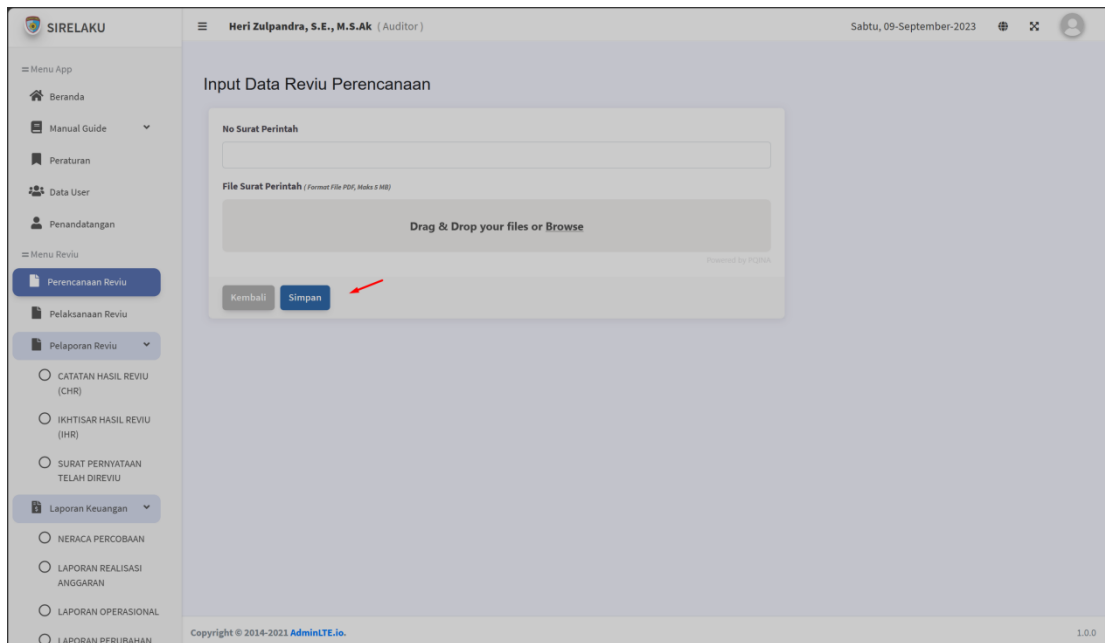 SIRELAKU
Heri Zulpandra, S.E., M.S.Ak ( Auditor )
Sabtu, 09-September-2023
Menu App
Beranda
Manual Guide
Peraturan
Data User
Penandatangan
Menu Reviu
Perencanaan Reviu
Pelaksanaan Reviu
Pelaporan Reviu
CATATAN HASIL REVIU
(CHR)
IKHTISAR HASIL REVIU
(IHR)
SURAT PERNYATAAN
TELAH DIREVIU
Laporan Keuangan
NERACA PERCOBAAN
LAPORAN REALISASI
ANGGARAN
LAPORAN OPERASIONAL
LAPORAN PERUBAHAN
Input Data Reviu Perencanaan
No Surat Perintah
File Surat Perintah ( Format File PDF, Maks 5 MB)
Drag & Drop your files or Browse
Powered by PQINA
Kembali
Simpan
Copyright © 2014-2021 AdminLTE.io.
1.0.0